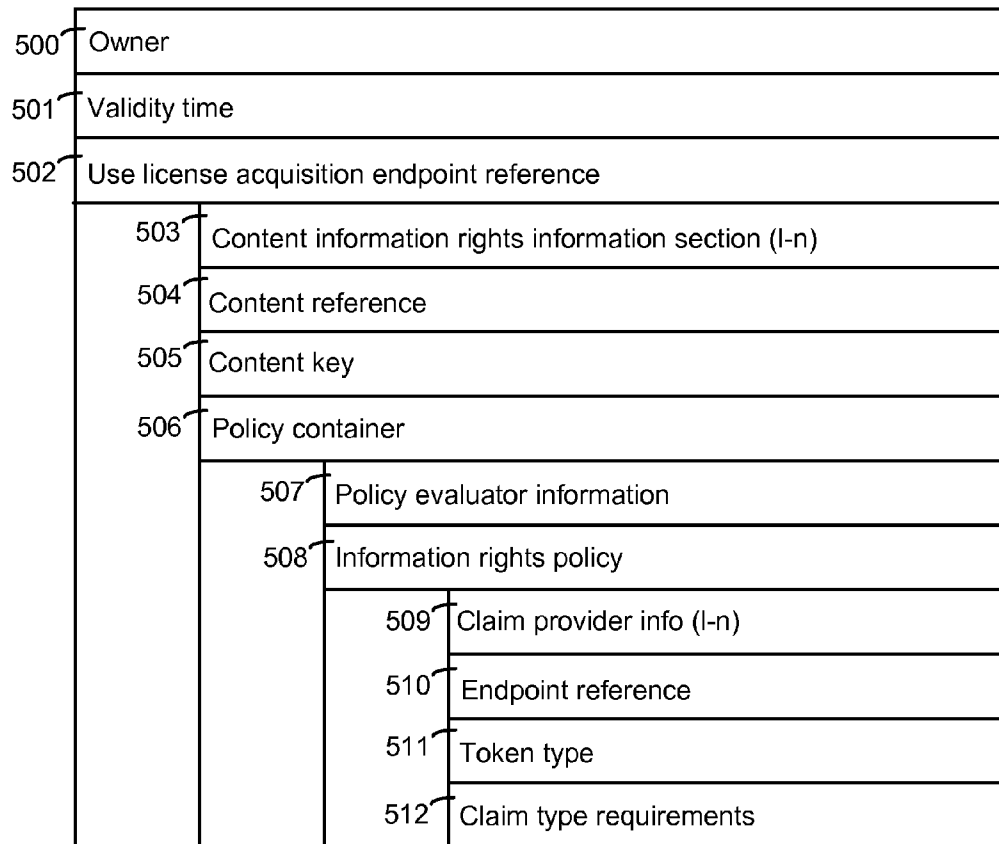 500 Owner
501 Validity time
502 Use license acquisition endpoint reference
503 Content information rights information section (l-n)
504 Content reference
505 Content key
506 Policy container
507 Policy evaluator information
508 Information rights policy
509 Claim provider info (l-n)
510 Endpoint reference
511 Token type
512 Claim type requirements